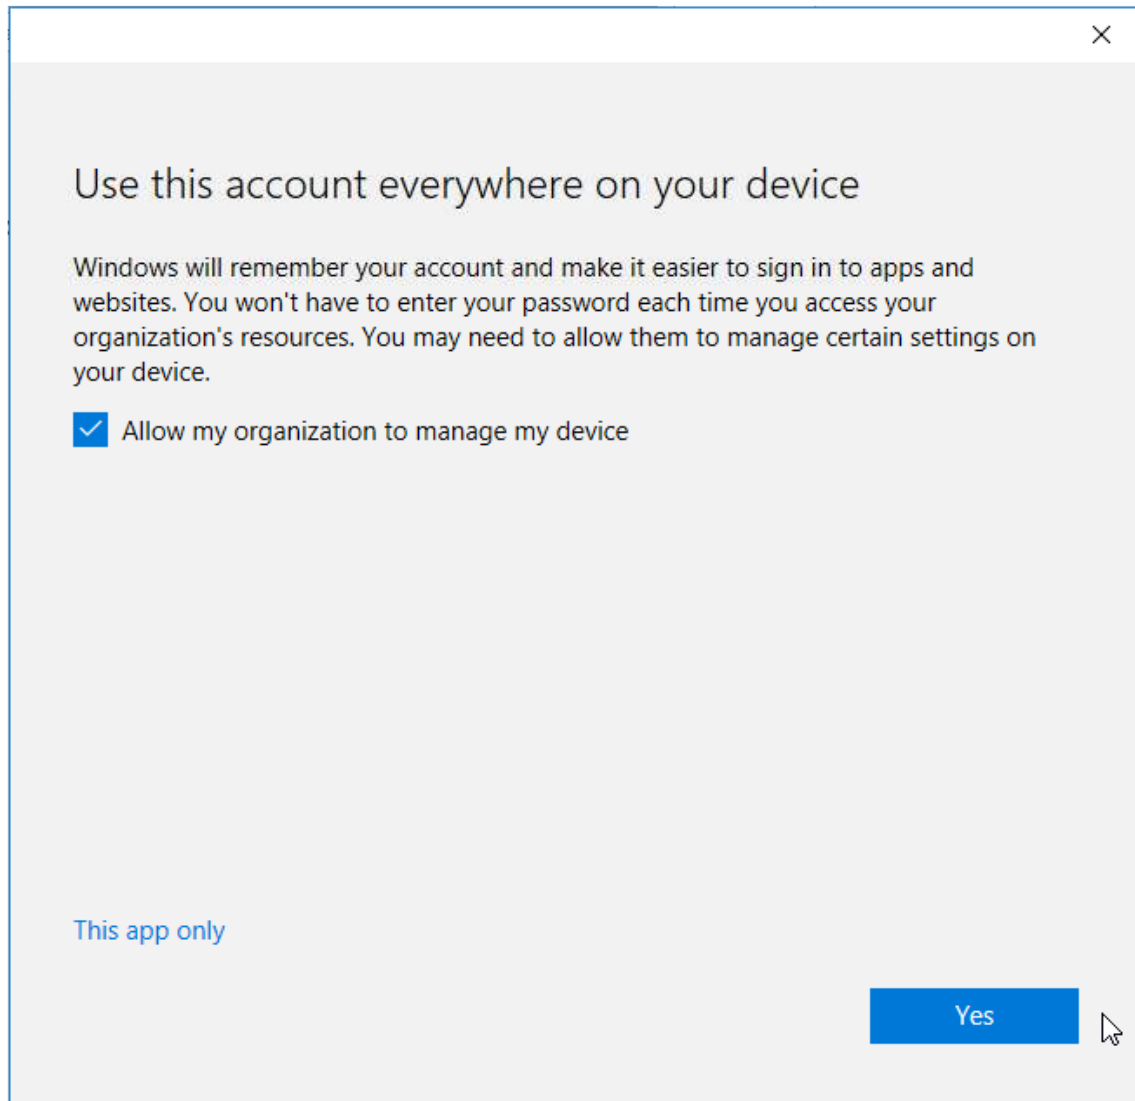 Use this account everywhere on your device
Windows will remember your account and make it easier to sign in to apps and
websites. You won't have to enter your password each time you access your
organization's resources. You may need to allow them to manage certain settings on
your device.
Allow my organization to manage my device
This app only
Yes